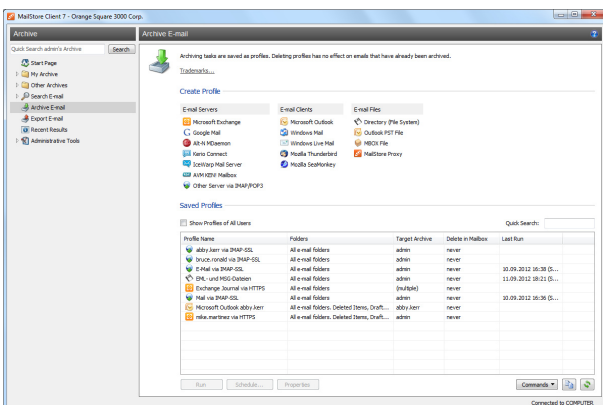 MailStore Client 7 - Orange Square 3000 Corp.
Archive
Archive E-mail
Quick Search admin's Archive Search
Start Page
My Archive
Other Archives
Search E-mail
Archive E-mail
Export E-mail
Recent Results
Administrative Tools
Archiving tasks are saved as profiles. Deleting profiles has no effect on emails that have already been archived.
Trademarks...
Create Profile
E-mail Servers E-mail Clients E-mail Files
Microsoft Exchange Microsoft Outlook Directory (File System)
Google Mail Windows Mail Outlook PST File
Alt-N MDaemon Windows Live Mail MBOX File
Kerio Connect Mozilla Thunderbird MailStore Proxy
IceWarp Mail Server Mozilla SeaMonkey
AVM KEN! Mailbox
Other Server via IMAP/POP3
Saved Profiles
Show Profiles of All Users Quick Search:
Profile Name Folders Target Archive Delete in Mailbox Last Run
abby.kerr via IMAP-SSL All e-mail folders admin never
bruce.ronald via IMAP-SSL All e-mail folders admin never
E-Mail via IMAP-SSL All e-mail folders admin never 10.09.2012 16:38 (S...
EML- und MSG-Dateien All e-mail folders admin never 11.09.2012 18:21 (S...
Exchange Journal via HTTPS All e-mail folders (multiple) never
Mail via IMAP-SSL All e-mail folders admin never 10.09.2012 16:36 (S...
Microsoft Outlook abby.kerr All e-mail folders, Deleted Items, Draft... abby.kerr never
mike.martinez via HTTPS All e-mail folders, Deleted Items, Draft... admin never
Run Schedule... Properties Commands
Connected to COMPUTER